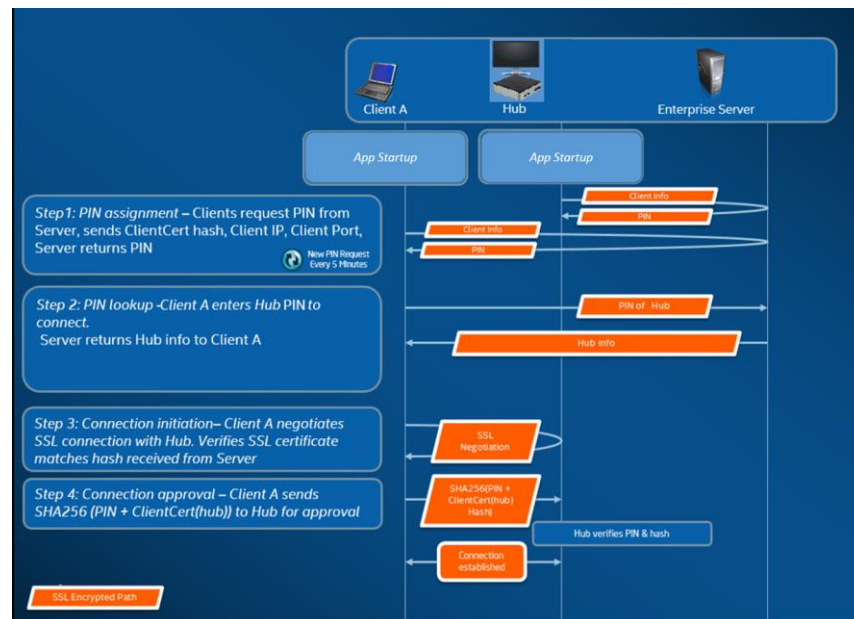 Client A
Hub
Enterprise Server
App Startup
App Startup
Client Info
PIN
Step1: PIN assignment – Clients request PIN from
Server, sends ClientCert hash, Client IP, Client Port,
Server returns PIN
New PIN Request
Every 5 Minutes
Client Info
PIN
Step 2: PIN lookup -Client A enters Hub PIN to
connect.
Server returns Hub info to Client A
PIN of Hub
Hub info
Step 3: Connection initiation– Client A negotiates
SSL connection with Hub. Verifies SSL certificate
matches hash received from Server
SSL
Negotiation
Step 4: Connection approval – Client A sends
SHA256 (PIN + ClientCert(hub)) to Hub for approval
SHA256(PIN +
ClientCert(hub)
Hash)
Hub verifies PIN & hash
Connection
established
SSL Encrypted Path